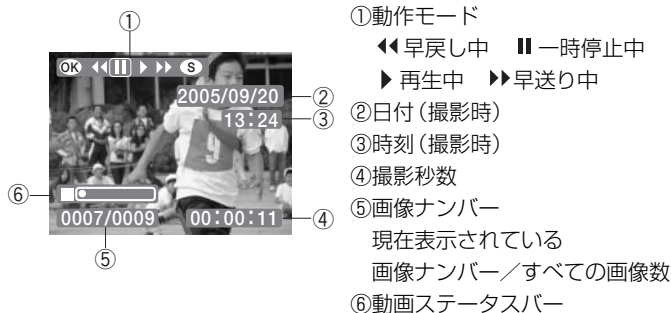 ①
OK ◀◀ II ▶ ▶▶ S
2005/09/20 ②
13:24 ③
9
⑥
0007/0009 00:00:11 ④
⑤
①動作モード
◀◀早戻し中 II一時停止中
▶再生中 ▶▶早送り中
②日付（撮影時）
③時刻（撮影時）
④撮影秒数
⑤画像ナンバー
現在表示されている
画像ナンバー／すべての画像数
⑥動画ステータスバー